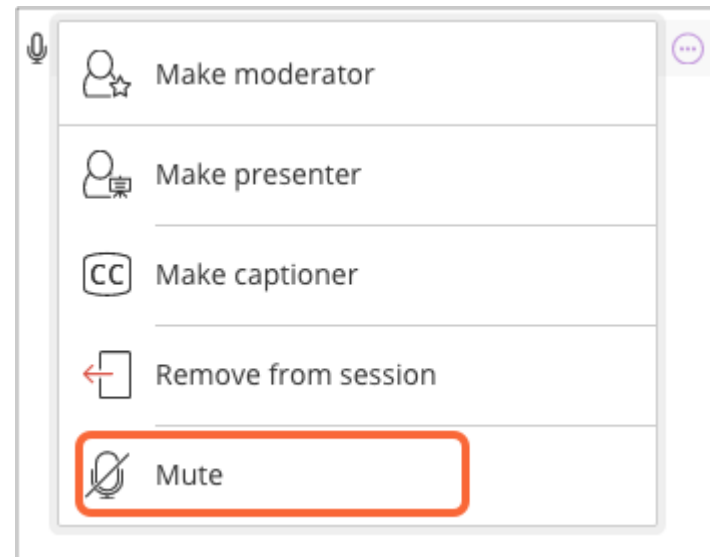 Make moderator
Make presenter
CC Make captioner
Remove from session
Mute